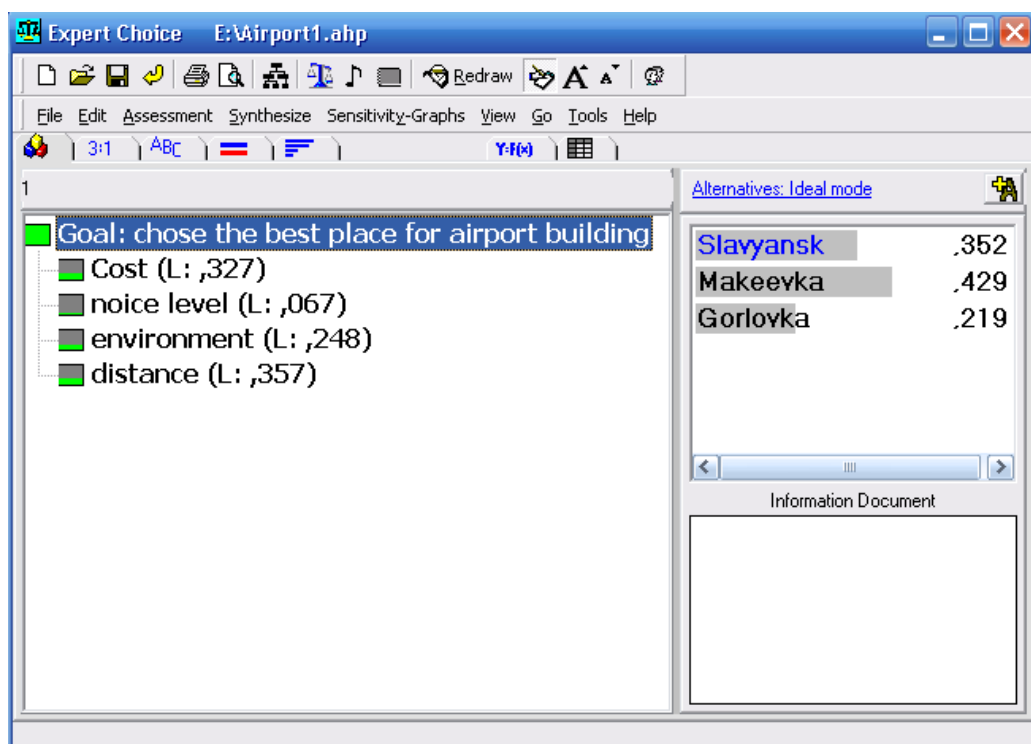 Expert Choice E:\Airport1.ahp
Redraw A A
File Edit Assessment Synthesize Sensitivity-Graphs View Go Tools Help
3:1 ABC Y=F(x)
1
Alternatives: Ideal mode
Goal: chose the best place for airport building
Cost (L: ,327)
noice level (L: ,067)
environment (L: ,248)
distance (L: ,357)
Slavyansk ,352
Makeevka ,429
Gorlovka ,219
Information Document